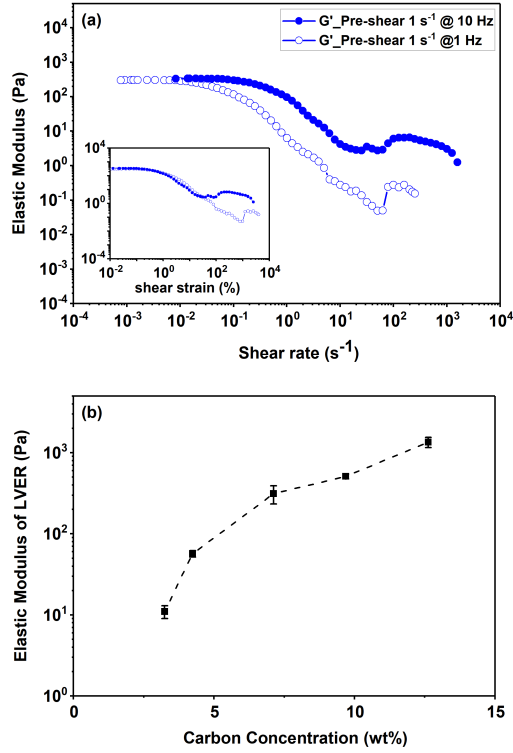 (a)
G'_Pre-shear 1 s⁻¹ @ 10 Hz
G'_Pre-shear 1 s⁻¹ @1 Hz
Elastic Modulus (Pa)
10⁵
10⁴
10³
10²
10¹
10⁰
10⁻¹
10⁻²
10⁻³
10⁻⁴
10⁴
10⁰
10⁻⁴
10⁻² 10⁰ 10² 10⁴
shear strain (%)
10⁻⁴ 10⁻³ 10⁻² 10⁻¹ 10⁰ 10¹ 10² 10³ 10⁴
Shear rate (s⁻¹)
(b)
Elastic Modulus of LVER (Pa)
10³
10²
10¹
10⁰
0 5 10 15
Carbon Concentration (wt%)